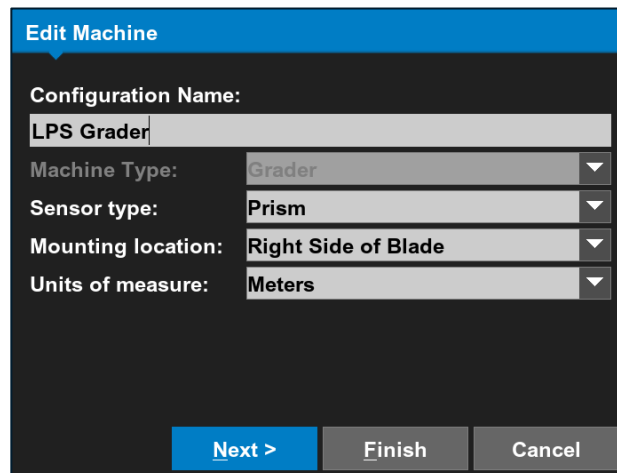 Edit Machine
Configuration Name:
LPS Grader
Machine Type: Grader
Sensor type: Prism
Mounting location: Right Side of Blade
Units of measure: Meters
Next > Finish Cancel